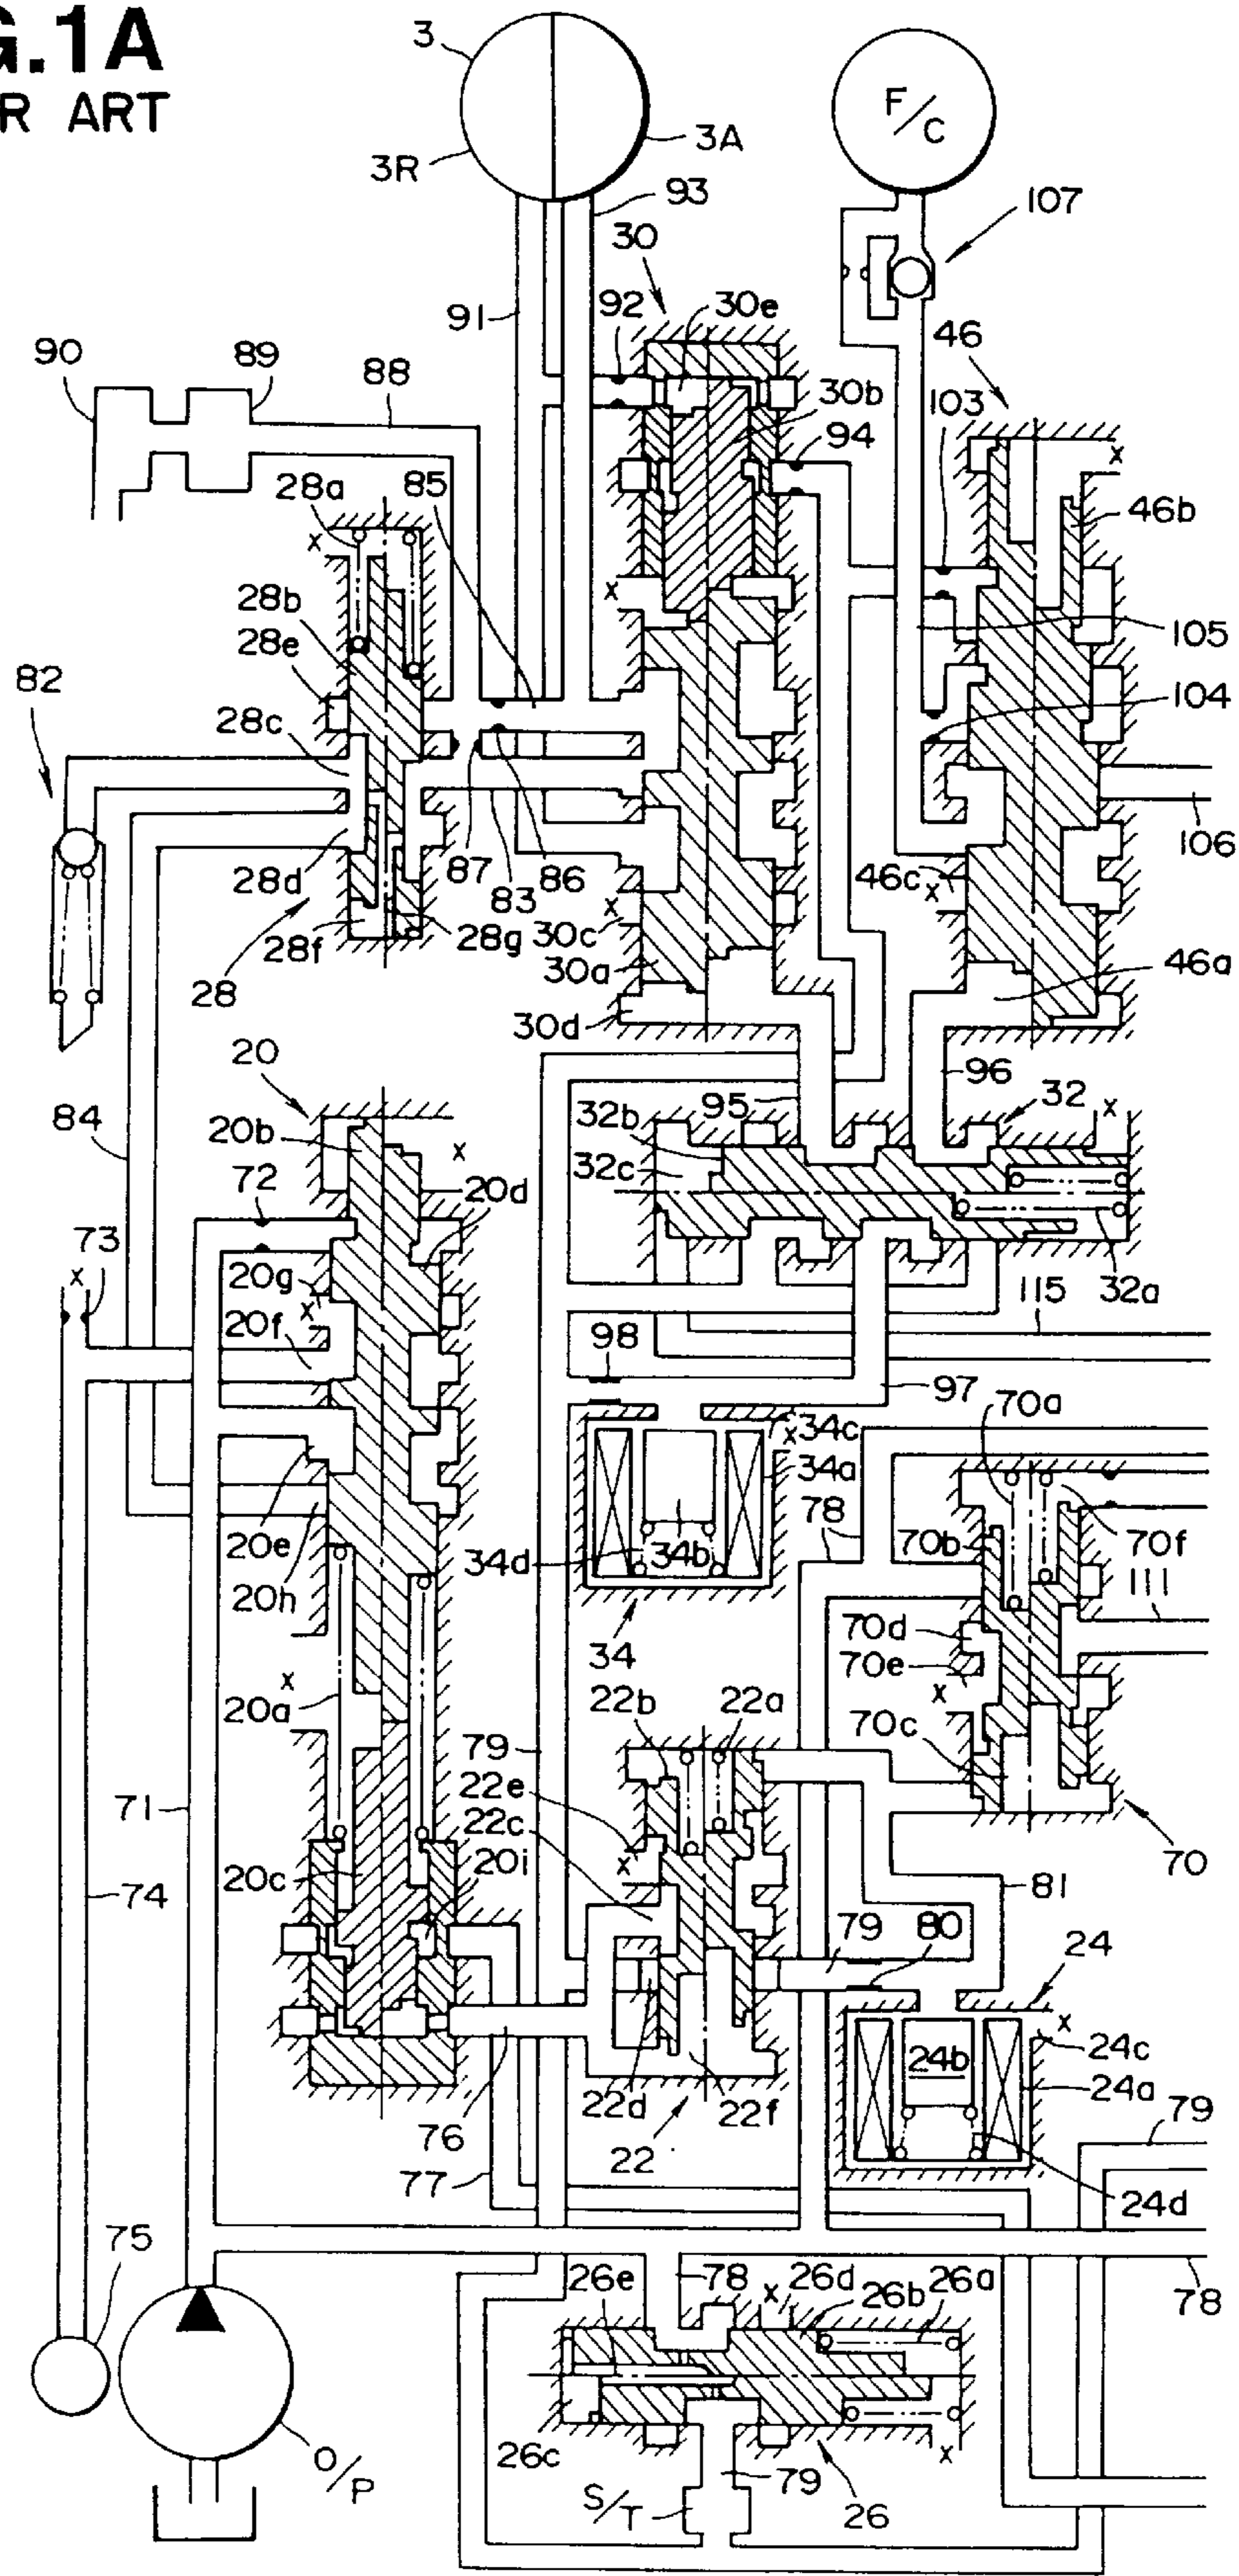 G.1A
R ART
3
F/C
3A
3R
93
107
30
91
92
30e
46
90
89
88
30b
103
94
28a
85
x
46b
x
28b
x
28e
105
82
28c
104
106
28d
87
86
83
46c
x
x
28f
28g
30c
30a
46a
28
30d
20
96
84
20b
95
32b
32
x
x
32c
72
20d
73
x
20g
x
115
32a
20f
98
97
70a
34c
x
34a
78
20e
34d
34b
70b
70f
20h
111
34
70d
70e
x
x
20a
22b
22a
70c
79
22e
71
22c
x
20c
20i
70
74
81
79
80
24
x
24b
24c
24a
22d
22f
79
76
22
77
24d
75
26e
78
x
26d
26b
26a
78
26c
x
O/P
79
S/T
26